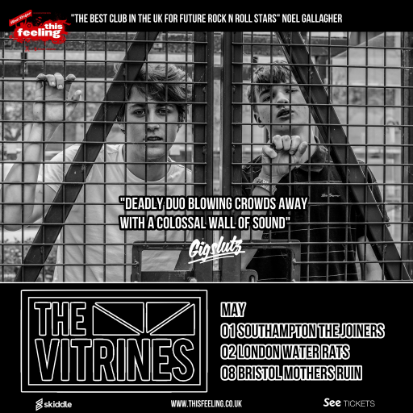 this
feeling
"THE BEST CLUB IN THE UK FOR FUTURE ROCK N ROLL STARS" NOEL GALLAGHER
"DEADLY DUO BLOWING CROWDS AWAY
WITH A COLOSSAL WALL OF SOUND"
Gigslutz
THE
VITRINES
MAY
01 SOUTHAMPTON THE JOINERS
02 LONDON WATER RATS
08 BRISTOL MOTHERS RUIN
skiddle
WWW.THISFEELING.CO.UK
See TICKETS